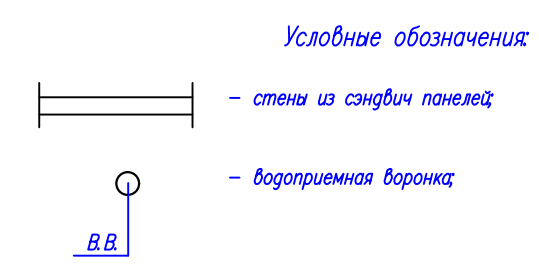 Условные обозначения:
– стены из сэндвич панелей;
– водоприемная воронка;
В.В.